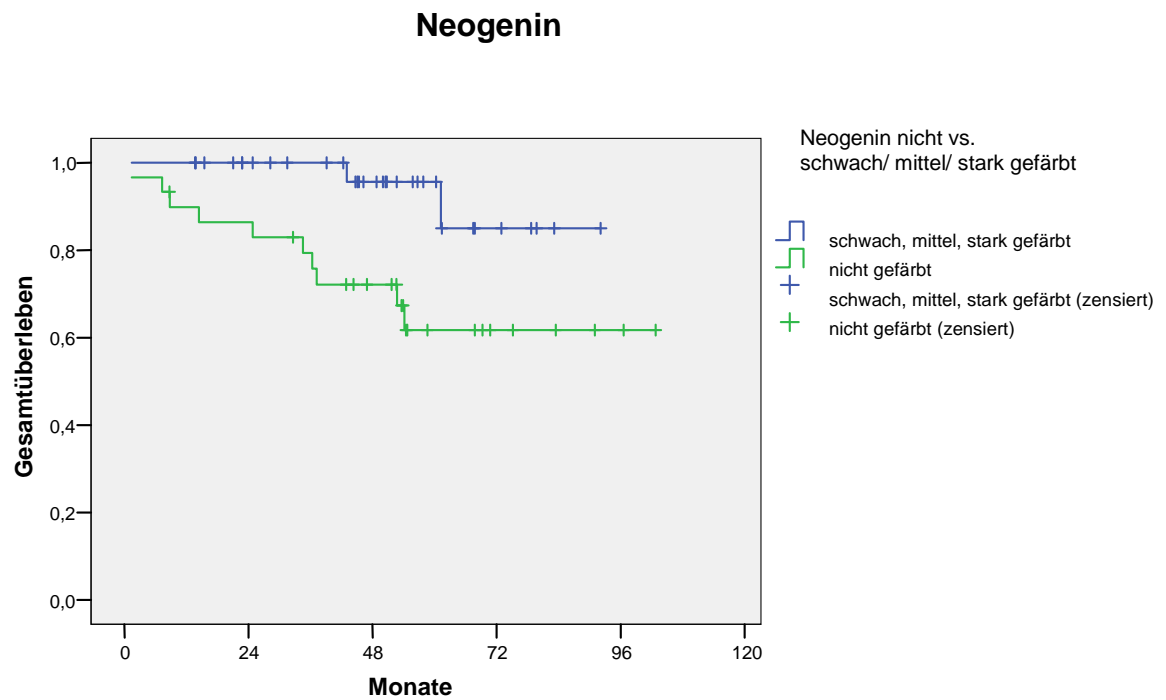 Neogenin
Neogenin nicht vs.
schwach/ mittel/ stark gefärbt
schwach, mittel, stark gefärbt
nicht gefärbt
schwach, mittel, stark gefärbt (zensiert)
nicht gefärbt (zensiert)
Gesamtüberleben
1,0
0,8
0,6
0,4
0,2
0,0
0 24 48 72 96 120
Monate